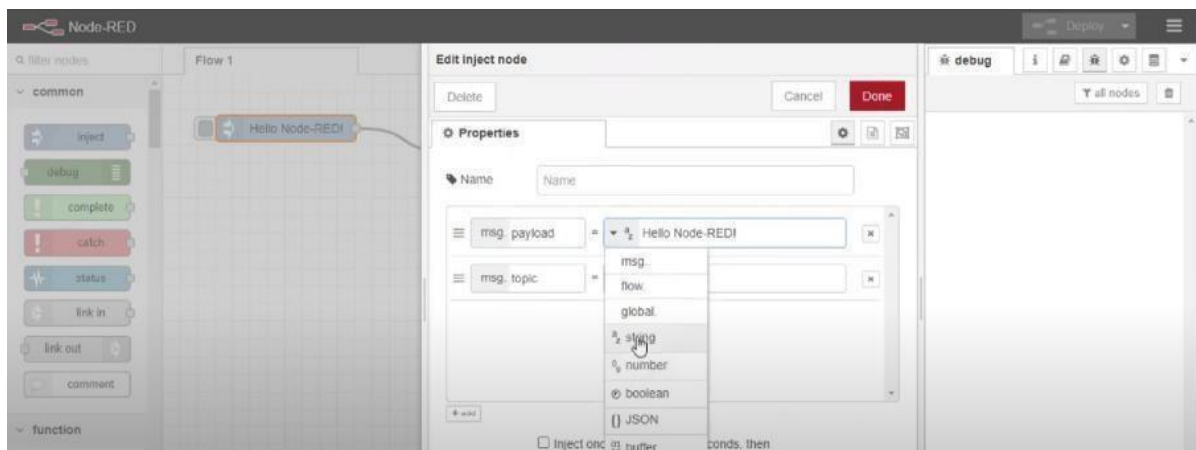 Node-RED
Deploy
filter nodes
Flow 1
Edit inject node
debug
i
Delete
Cancel
Done
all nodes
common
Properties
inject
Hello Node-RED!
debug
Name
Name
complete
catch
msg. payload
=
Hello Node-RED!
msg.
status
msg. topic
=
flow.
link in
global.
string
link out
number
comment
boolean
+ add
{} JSON
function
Inject onc
buffer
conds, then